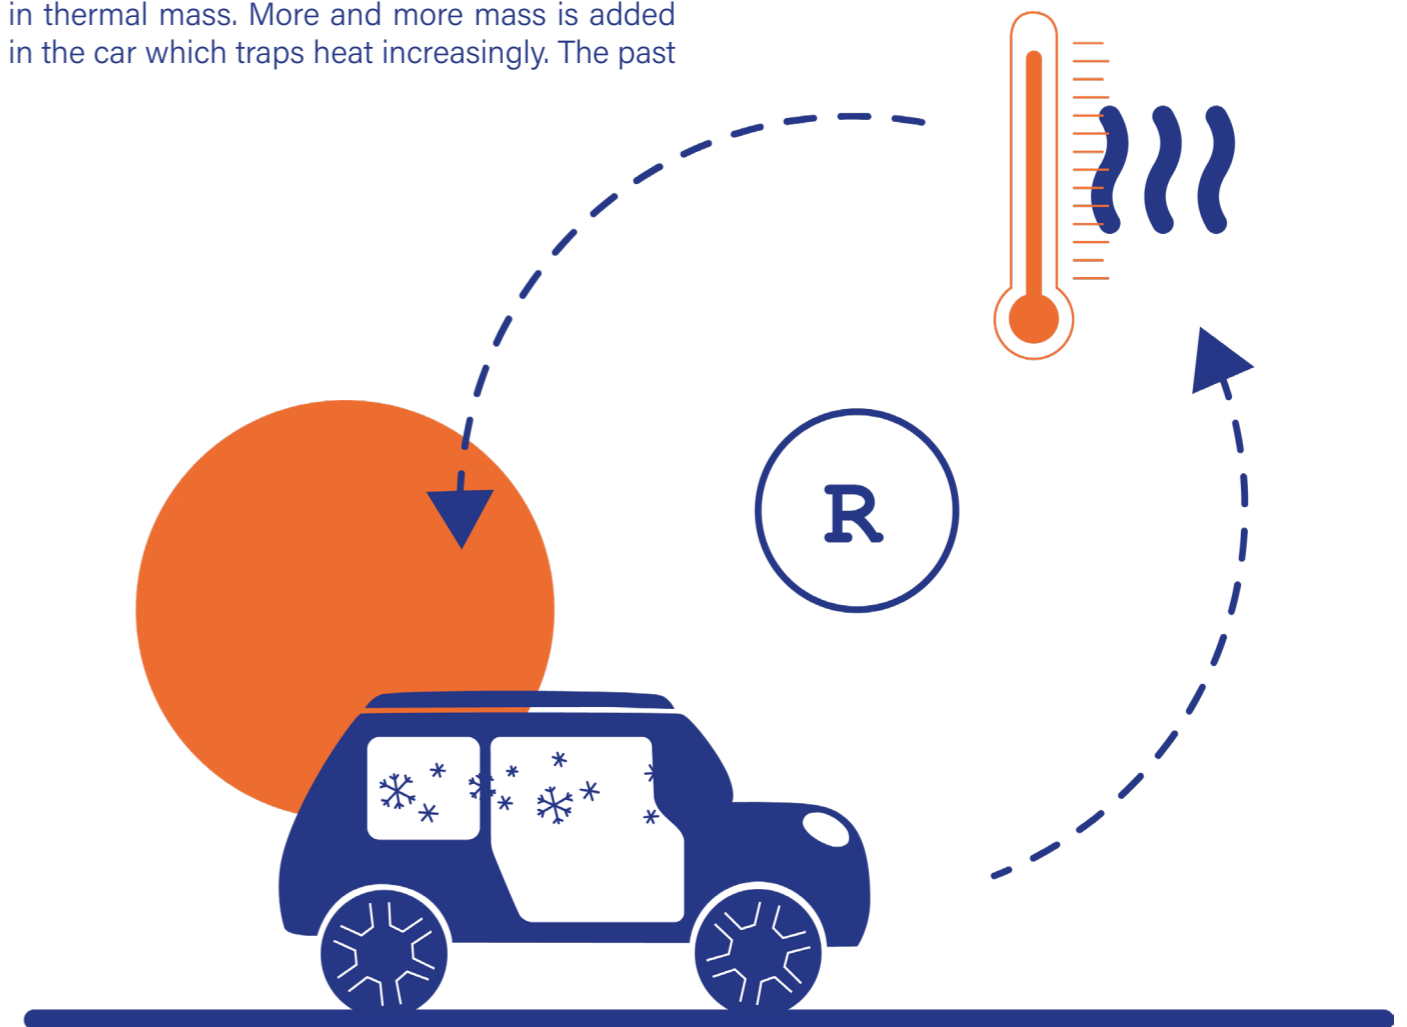 in thermal mass. More and more mass is added
in the car which traps heat increasingly. The past
R